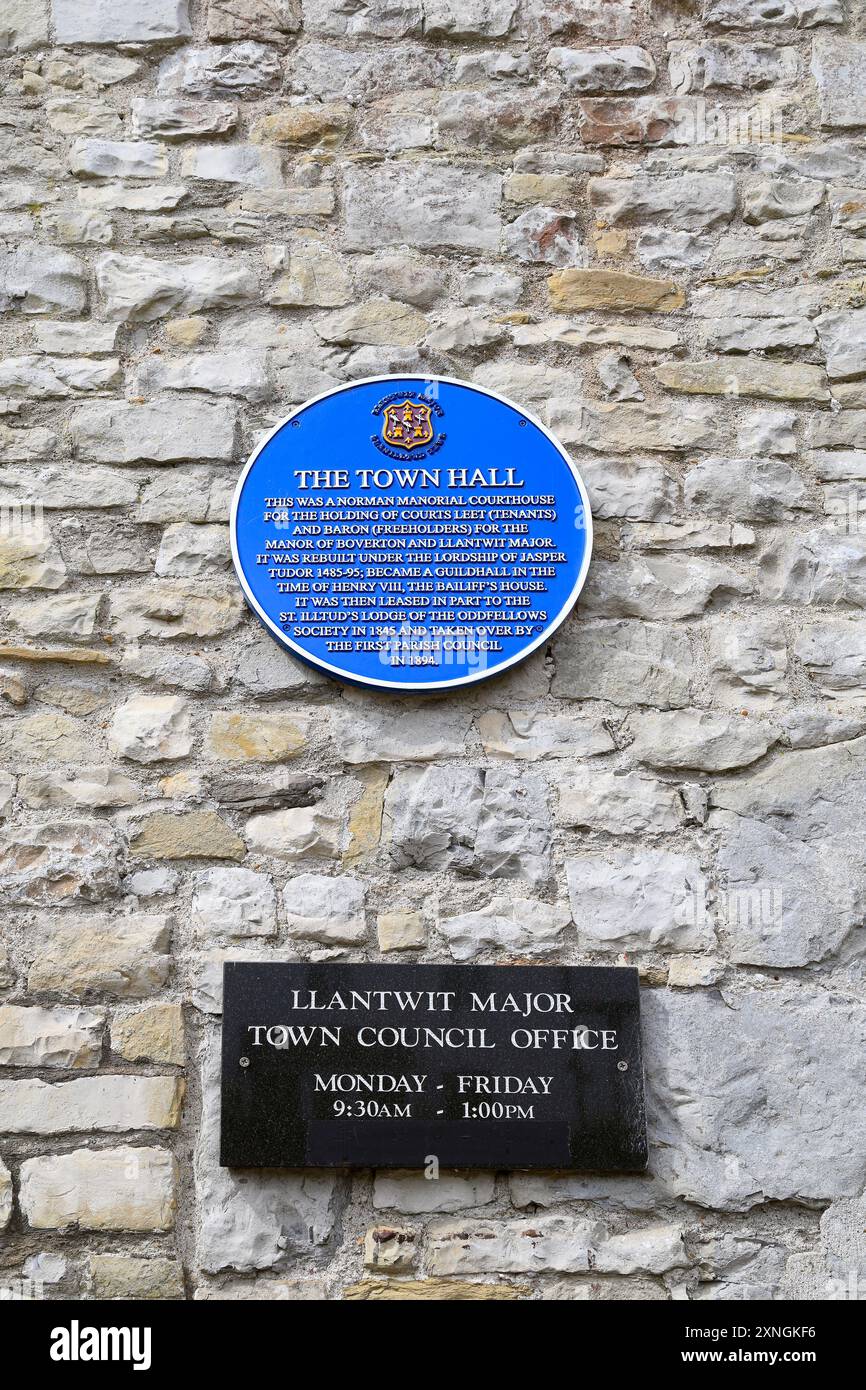 THE TOWN HALL
THIS WAS A NORMAN MANORIAL COURTHOUSE
FOR THE HOLDING OF COURTS LEET (TENANTS)
AND BARON (FREEHOLDERS) FOR THE
MANOR OF BOVERTON AND LLANTWIT MAJOR.
IT WAS REBUILT UNDER THE LORDSHIP OF JASPER
TUDOR 1485-95; BECAME A GUILDHALL IN THE
TIME OF HENRY VIII, THE BAILIFF'S HOUSE.
IT WAS THEN LEASED IN PART TO THE
ST. ILLTUD'S LODGE OF THE ODDFELLOWS
SOCIETY IN 1845 AND TAKEN OVER BY
THE FIRST PARISH COUNCIL
IN 1894.
LLANTWIT MAJOR
TOWN COUNCIL OFFICE
MONDAY - FRIDAY
9:30AM - 1:00PM
alamy
Image ID: 2XNGKF6
www.alamy.com